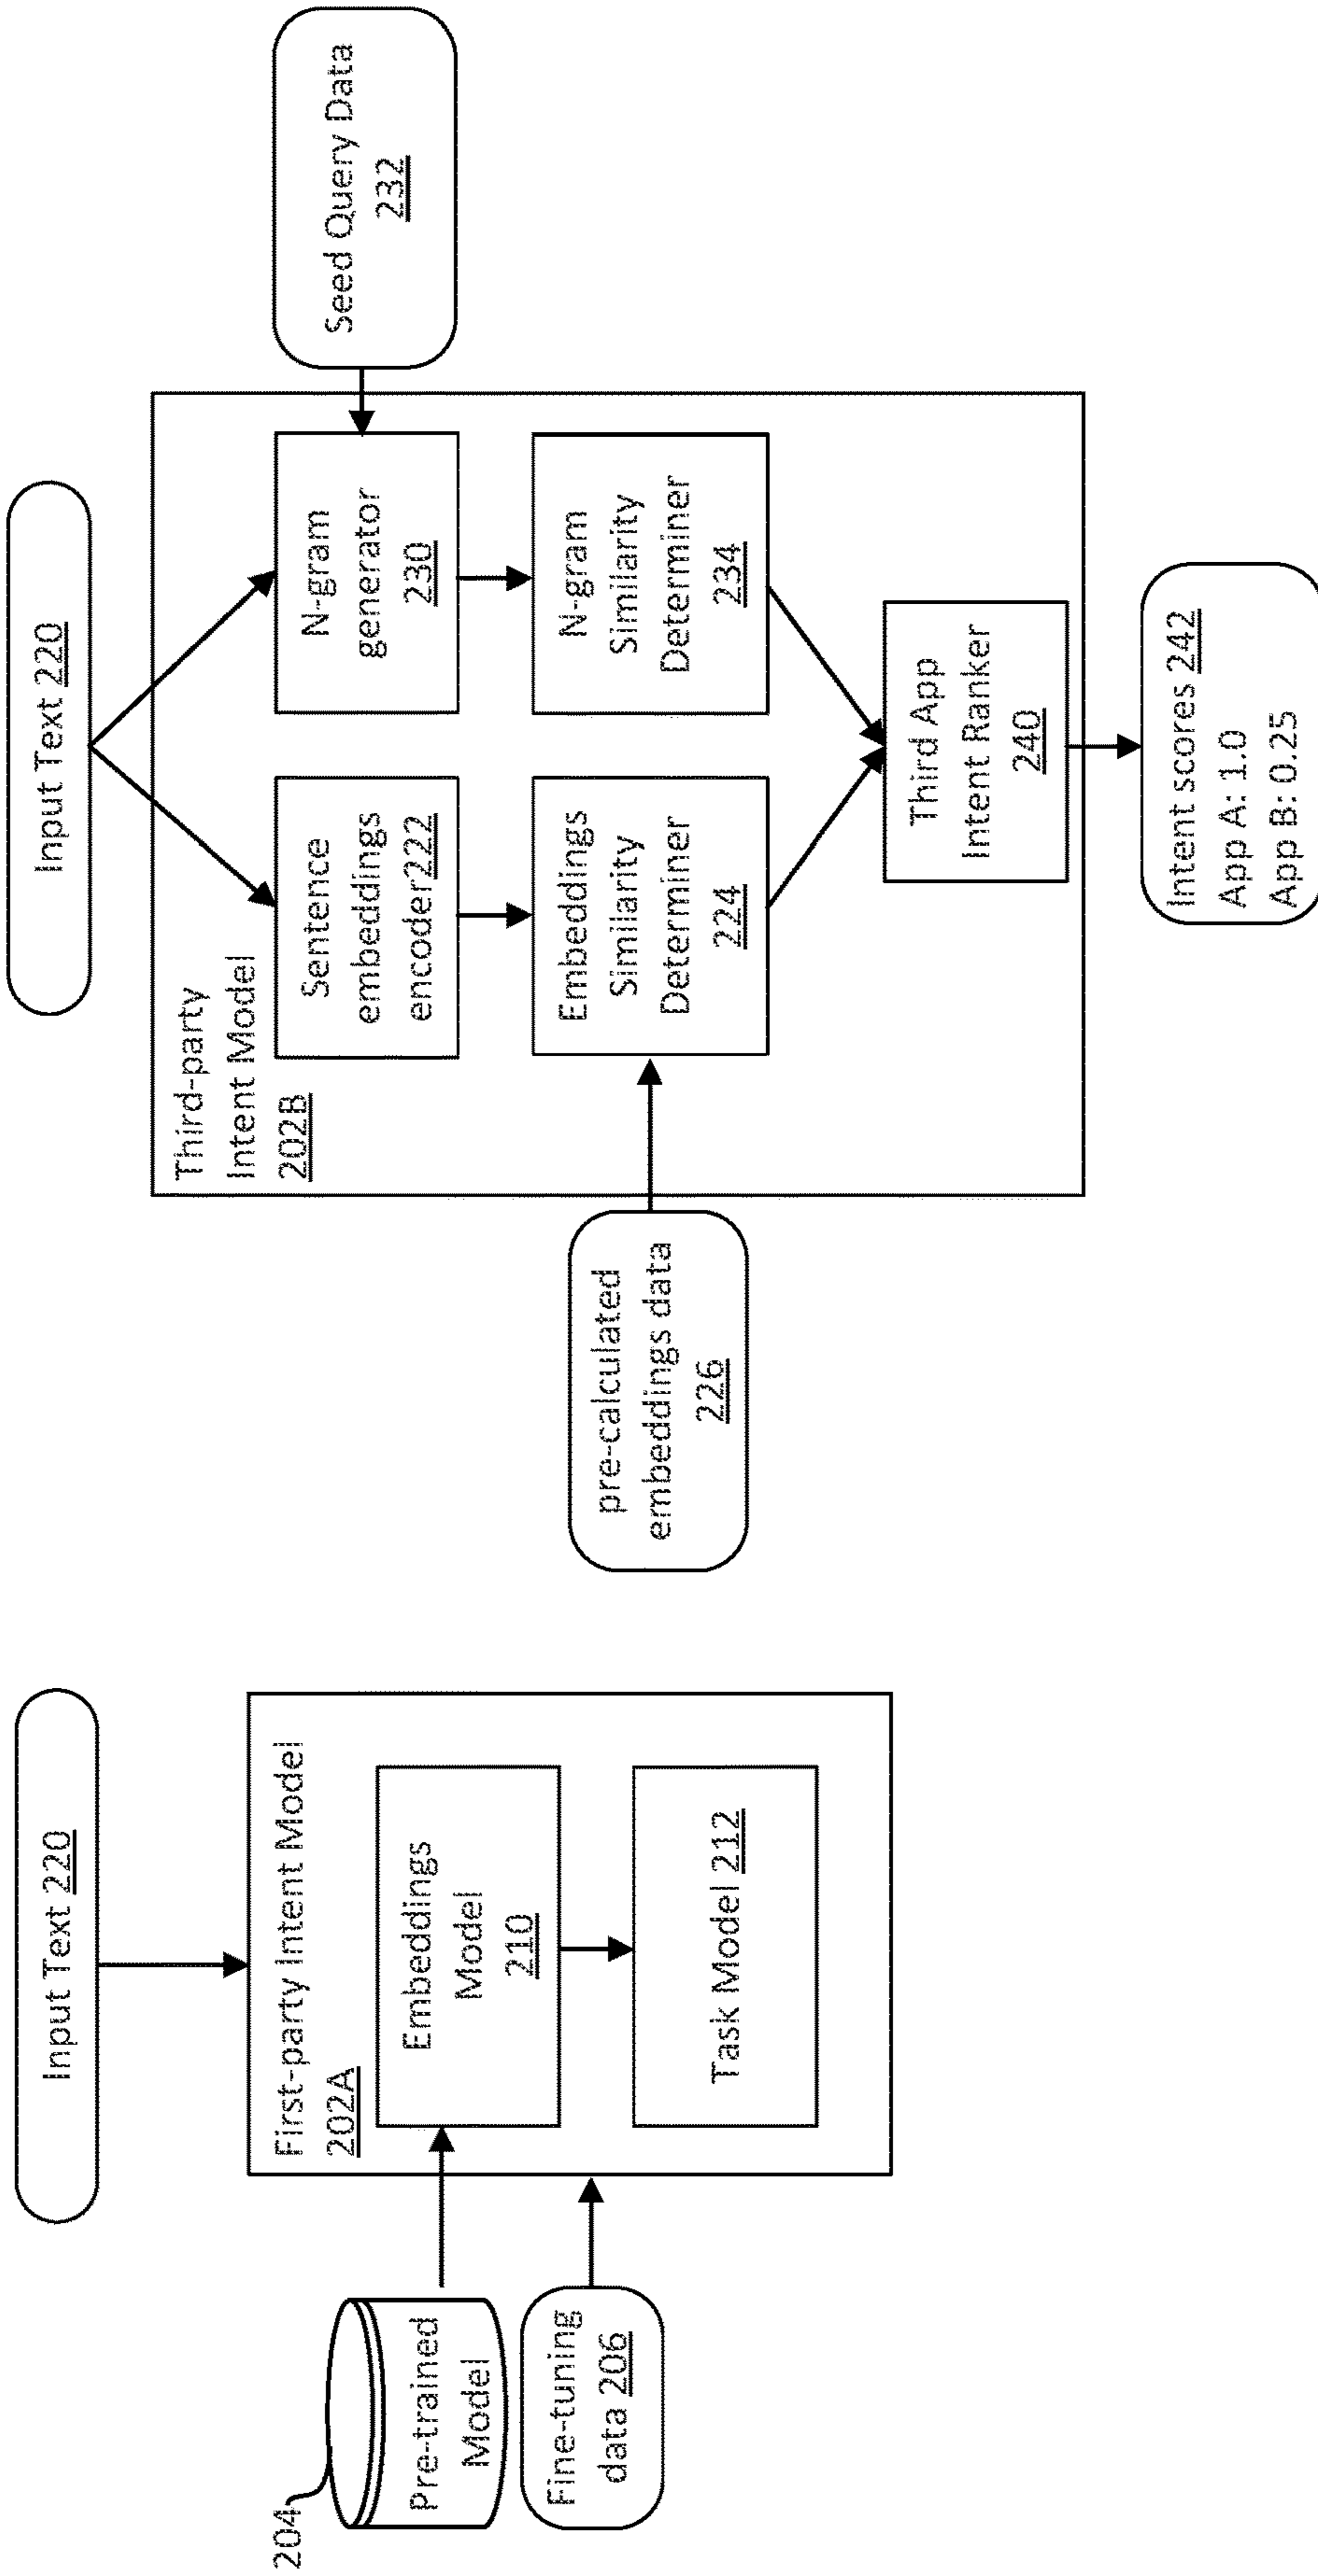 Input Text 220
First-party Intent Model
202A
204
Pre-trained
Model
Embeddings
Model
210
Fine-tuning
data 206
Task Model 212
Input Text 220
Third-party
Intent Model
202B
Sentence
embeddings
encoder222
N-gram
generator
230
Seed Query Data
232
pre-calculated
embeddings data
226
Embeddings
Similarity
Determiner
224
N-gram
Similarity
Determiner
234
Third App
Intent Ranker
240
Intent scores 242
App A: 1.0
App B: 0.25